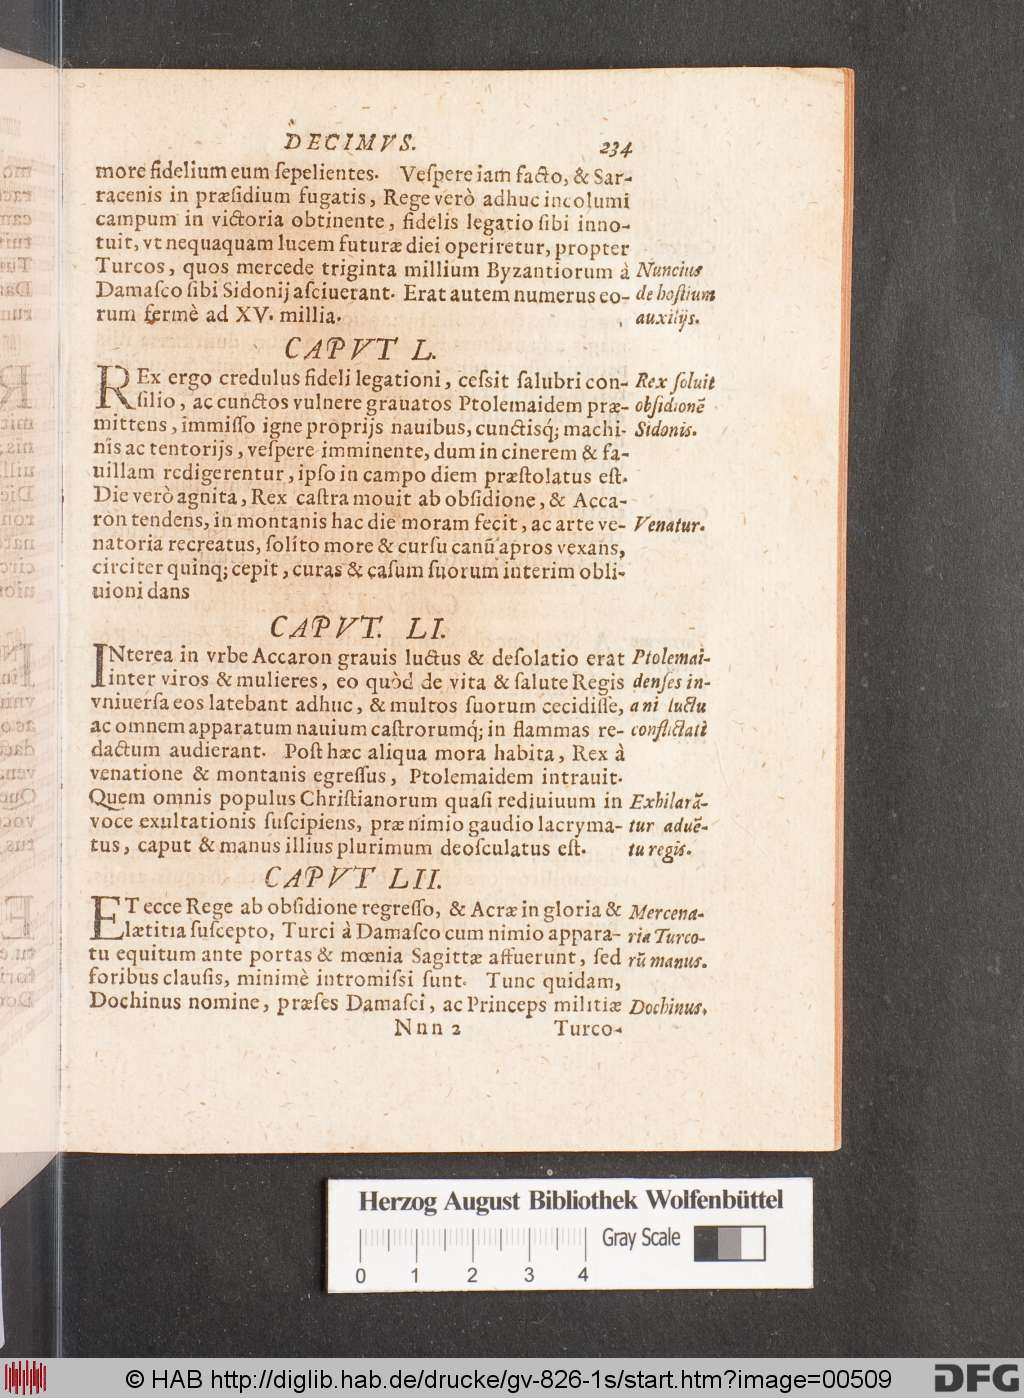 DECIMVS. 234
more fidelium eum ſepelientes. Veſpere iam facto, & Sar-
racenis in præſidium fugatis, Rege verò adhuc incolumi
campum in victoria obtinente, fidelis legatio ſibi inno-
tuit, vt nequaquam lucem futuræ diei operiretur, propter
Turcos, quos mercede triginta millium Byzantiorum à
Damaſco ſibi Sidonij aſciuerant. Erat autem numerus eo-
rum fermè ad XV. millia.
Nuncius
de hoſtium
auxilijs.
CAPVT L.
REx ergo credulus fideli legationi, ceſsit ſalubri con-
ſilio, ac cunctos vulnere grauatos Ptolemaidem præ-
mittens, immiſſo igne proprijs nauibus, cunctisq́; machi-
nis ac tentorijs, veſpere imminente, dum in cinerem & fa-
uillam redigerentur, ipſo in campo diem præſtolatus eſt.
Die verò agnita, Rex caſtra mouit ab obſidione, & Acca-
ron tendens, in montanis hac die moram fecit, ac arte ve-
natoria recreatus, ſolito more & curſu canũ apros vexans,
circiter quinq; cepit, curas & caſum ſuorum interim obli-
uioni dans
Rex ſoluit
obſidionẽ
Sidonis.
Venatur.
CAPVT. LI.
INterea in vrbe Accaron grauis luctus & deſolatio erat
inter viros & mulieres, eo quòd de vita & ſalute Regis
vniuerſa eos latebant adhuc, & multos ſuorum cecidiſſe,
ac omnem apparatum nauium caſtrorumq́; in flammas re-
dactum audierant. Poſt hæc aliqua mora habita, Rex à
venatione & montanis egreſſus, Ptolemaidem intrauit.
Quem omnis populus Chriſtianorum quaſi rediuiuum in
voce exultationis ſuſcipiens, præ nimio gaudio lacryma-
tus, caput & manus illius plurimum deoſculatus eſt.
Ptolemai-
denſes in-
ani luctu
conflictati
Exhilarã-
tur aduẽ-
tu regis.
CAPVT LII.
ET ecce Rege ab obſidione regreſſo, & Acræ in gloria &
lætitia ſuſcepto, Turci à Damaſco cum nimio appara-
tu equitum ante portas & mœnia Sagittæ affuerunt, ſed
foribus clauſis, minimè intromiſsi ſunt. Tunc quidam,
Dochinus nomine, præſes Damaſci, ac Princeps militiæ
Mercena-
ria Turco-
rũ manus.
Dochinus.
Nnn 2 Turco-
Herzog August Bibliothek Wolfenbüttel
Gray Scale
0 1 2 3 4
© HAB http://diglib.hab.de/drucke/gv-826-1s/start.htm?image=00509
DFG